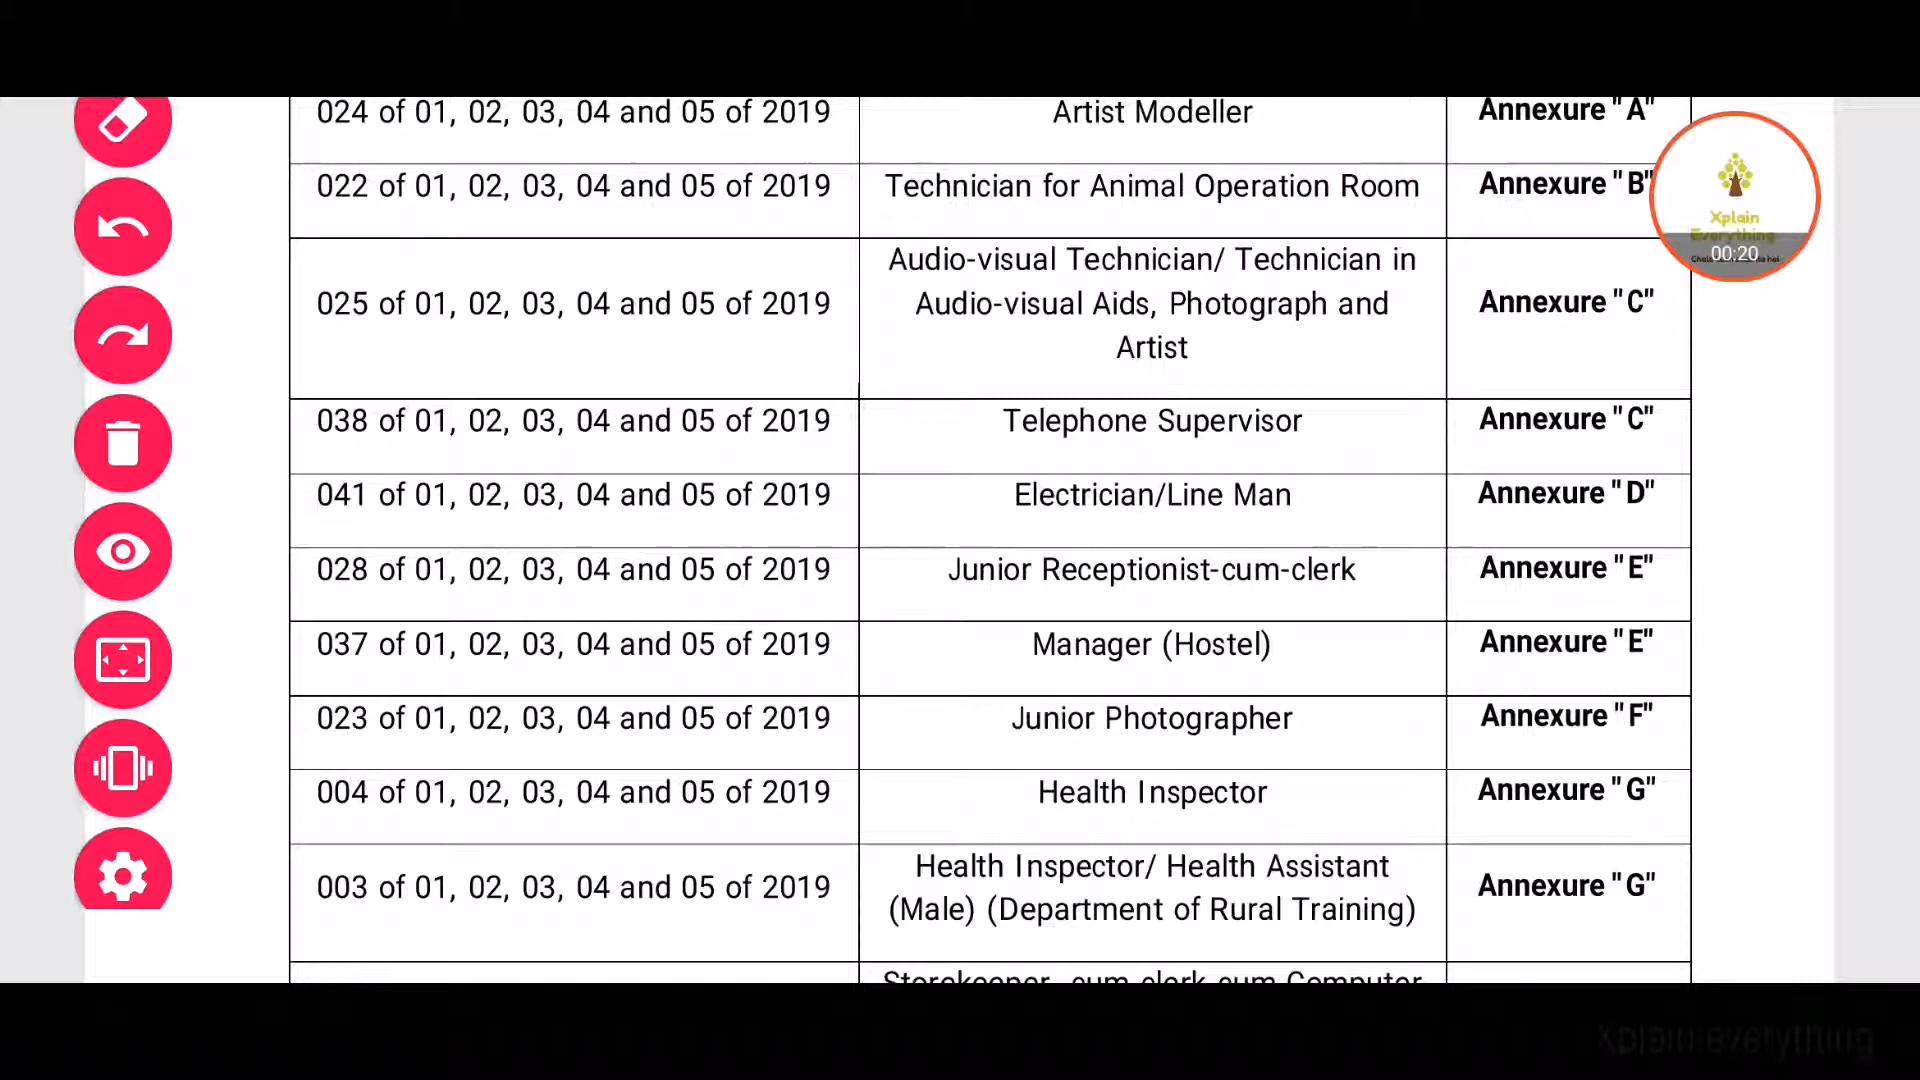 024 of 01, 02, 03, 04 and 05 of 2019 Artist Modeller Annexure "A"
022 of 01, 02, 03, 04 and 05 of 2019 Technician for Animal Operation Room Annexure "B"
Audio-visual Technician/ Technician in
025 of 01, 02, 03, 04 and 05 of 2019 Audio-visual Aids, Photograph and Annexure "C"
Artist
038 of 01, 02, 03, 04 and 05 of 2019 Telephone Supervisor Annexure "C"
041 of 01, 02, 03, 04 and 05 of 2019 Electrician/Line Man Annexure "D"
028 of 01, 02, 03, 04 and 05 of 2019 Junior Receptionist-cum-clerk Annexure "E"
037 of 01, 02, 03, 04 and 05 of 2019 Manager (Hostel) Annexure "E"
023 of 01, 02, 03, 04 and 05 of 2019 Junior Photographer Annexure "F"
004 of 01, 02, 03, 04 and 05 of 2019 Health Inspector Annexure "G"
Health Inspector/ Health Assistant
003 of 01, 02, 03, 04 and 05 of 2019 (Male) (Department of Rural Training) Annexure "G"
Storekeeper -cum-clerk-cum-Computer
Xplain
Everything
00:20
Xplain everything